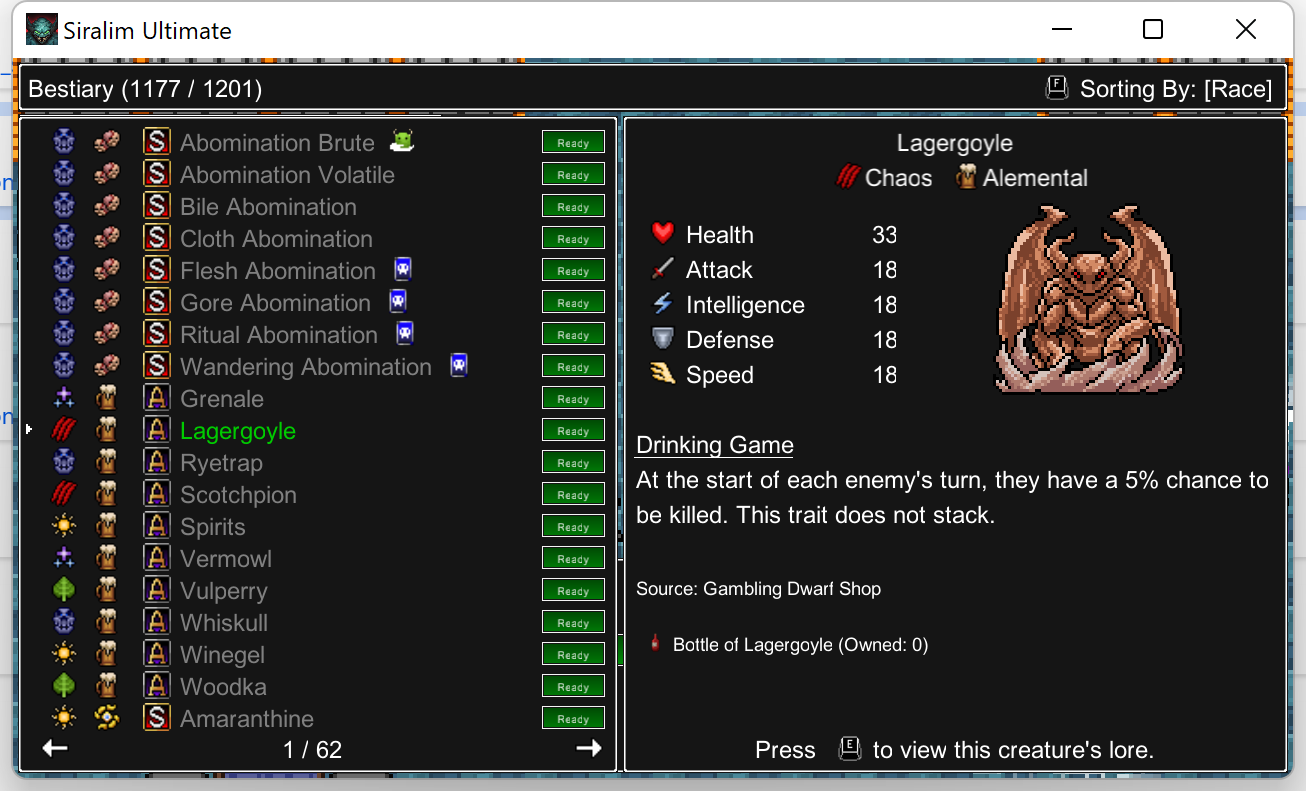 Siralim Ultimate
Bestiary (1177 / 1201)
F Sorting By: [Race]
S Abomination Brute Ready
S Abomination Volatile Ready
S Bile Abomination Ready
S Cloth Abomination Ready
S Flesh Abomination Ready
S Gore Abomination Ready
S Ritual Abomination Ready
S Wandering Abomination Ready
A Grenale Ready
A Lagergoyle Ready
A Ryetrap Ready
A Scotchpion Ready
A Spirits Ready
A Vermowl Ready
A Vulperry Ready
A Whiskull Ready
A Winegel Ready
A Woodka Ready
S Amaranthine Ready
1 / 62
Lagergoyle
Chaos Alemental
Health 33
Attack 18
Intelligence 18
Defense 18
Speed 18
Drinking Game
At the start of each enemy's turn, they have a 5% chance to
be killed. This trait does not stack.
Source: Gambling Dwarf Shop
Bottle of Lagergoyle (Owned: 0)
Press E to view this creature's lore.